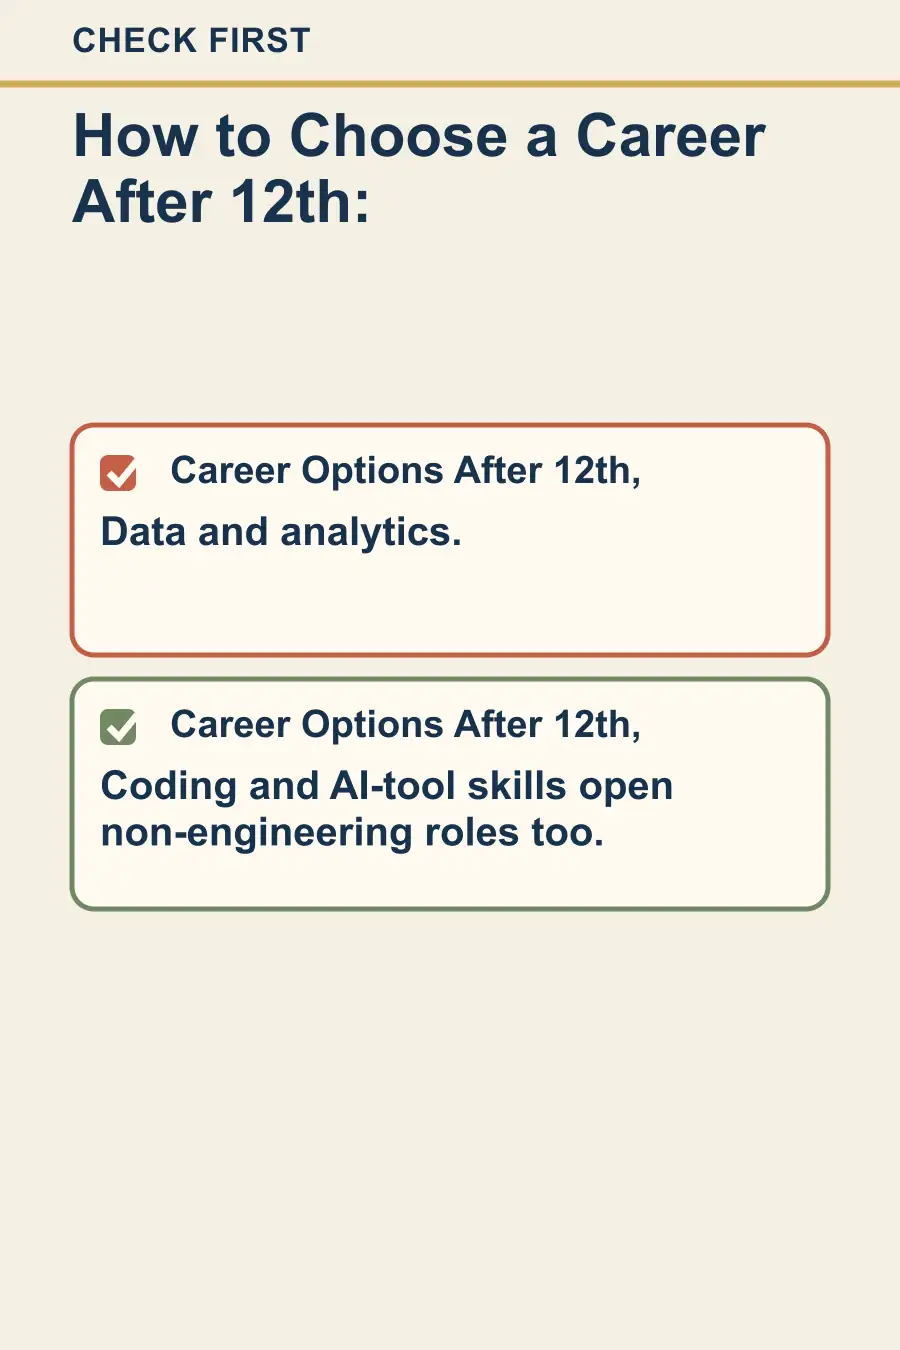 CHECK FIRST
How to Choose a Career
After 12th:
Career Options After 12th,
Data and analytics.
Career Options After 12th,
Coding and AI-tool skills open
non-engineering roles too.